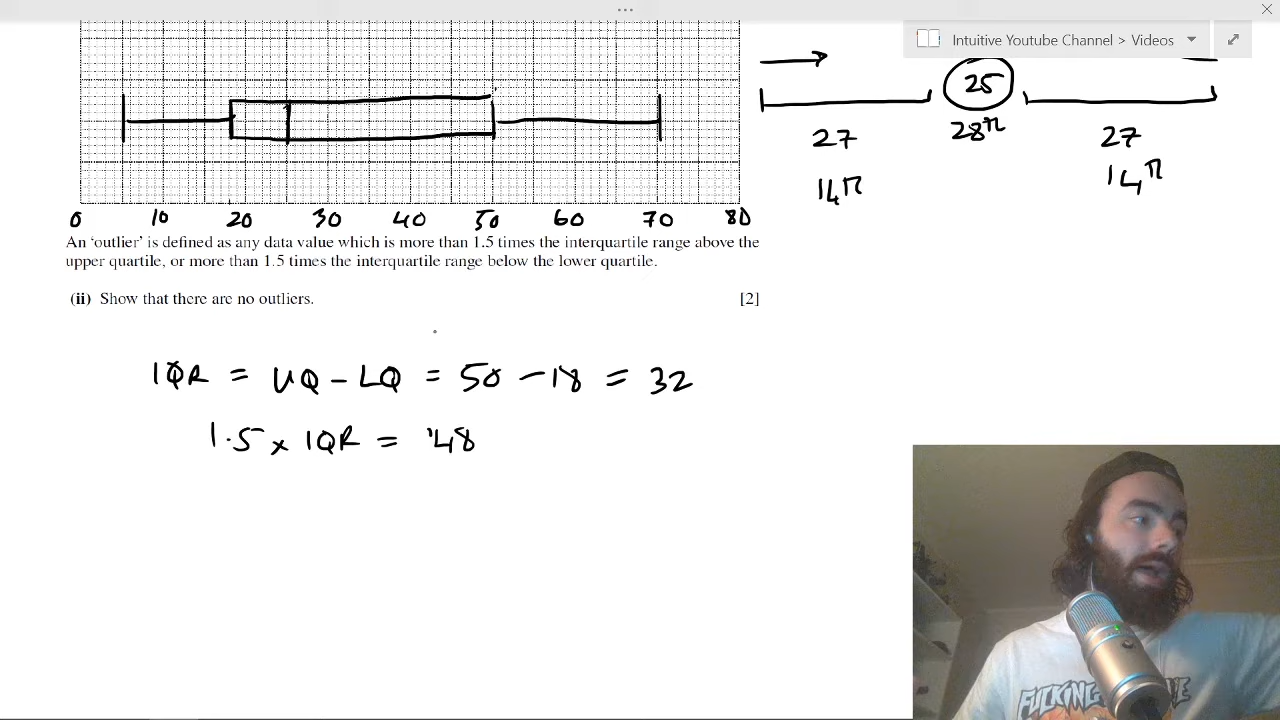 Intuitive Youtube Channel > Videos
25
27 28th 27
14th 14th
0 10 20 30 40 50 60 70 80
An ‘outlier’ is defined as any data value which is more than 1.5 times the interquartile range above the
upper quartile, or more than 1.5 times the interquartile range below the lower quartile.
(ii) Show that there are no outliers. [2]
IQR = UQ - LQ = 50 - 18 = 32
1.5 x IQR = 48